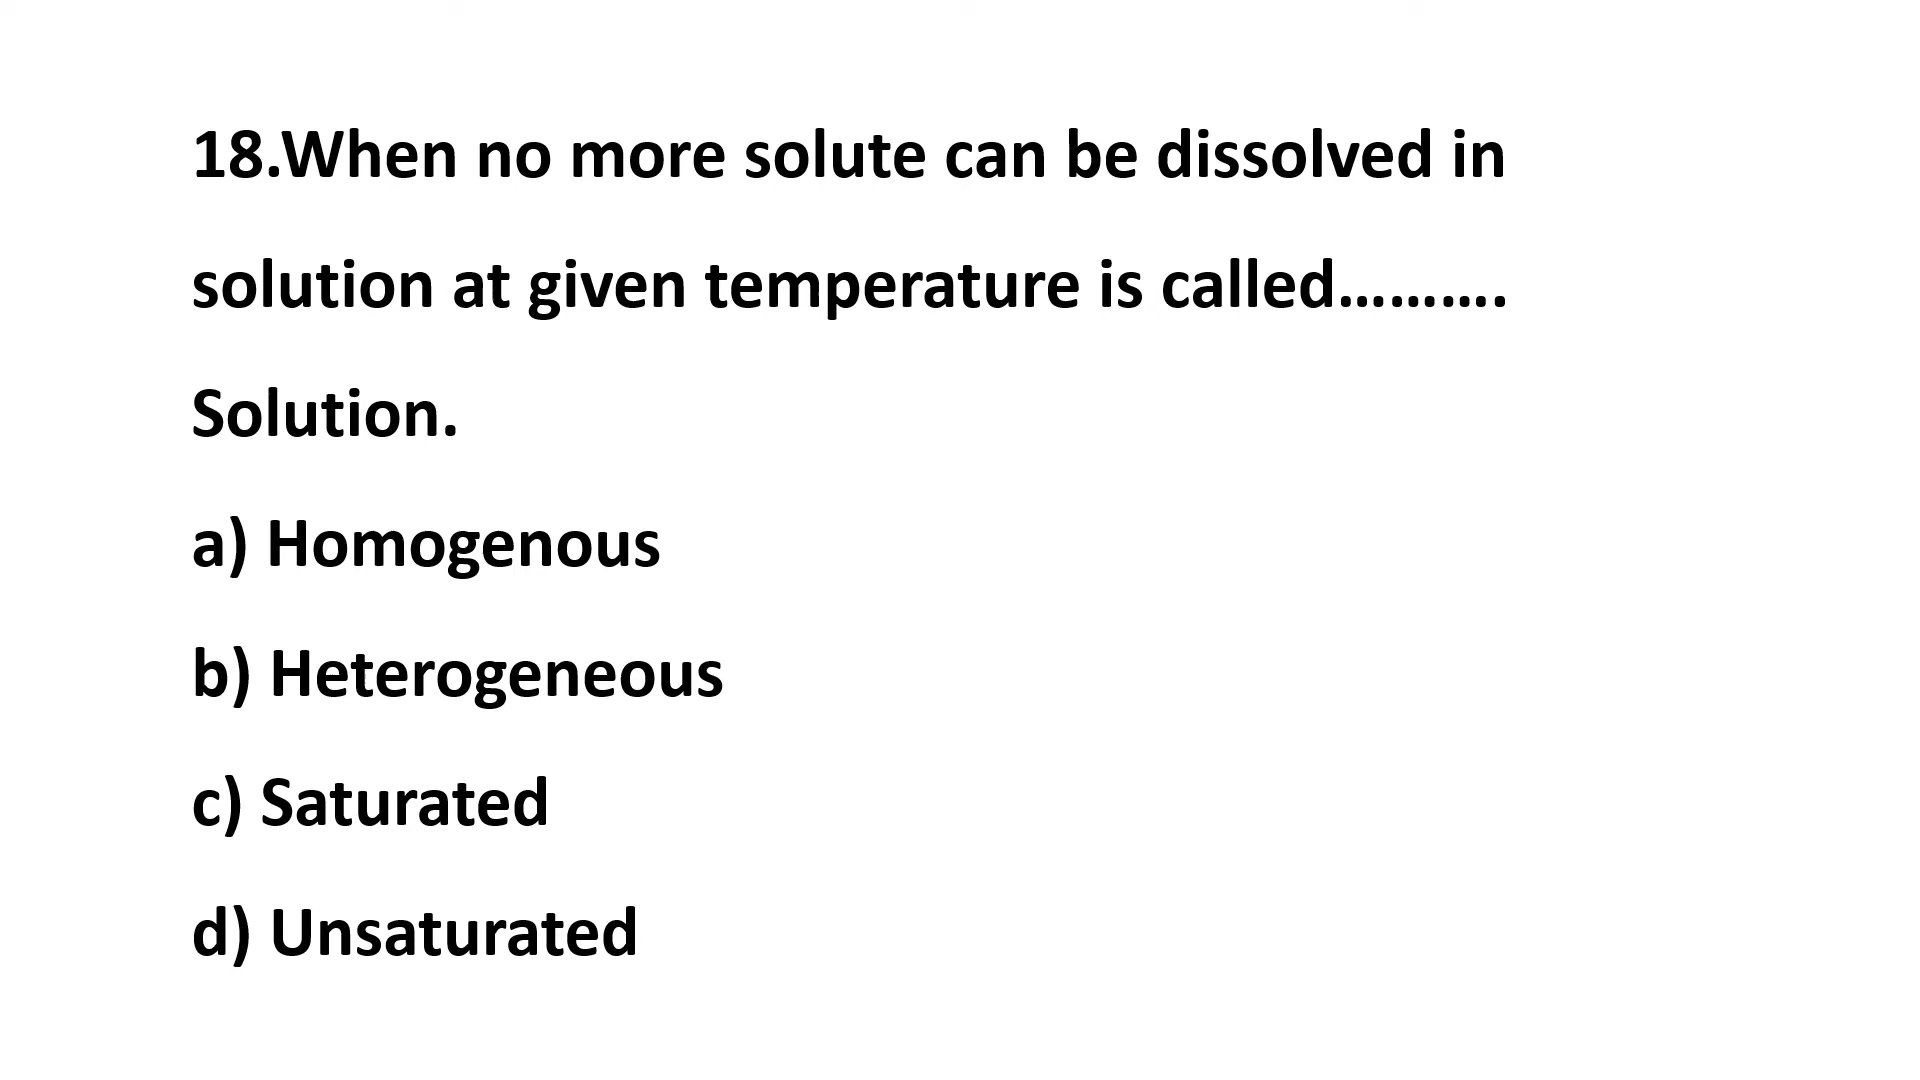 18.When no more solute can be dissolved in
solution at given temperature is called……….
Solution.
a) Homogenous
b) Heterogeneous
c) Saturated
d) Unsaturated